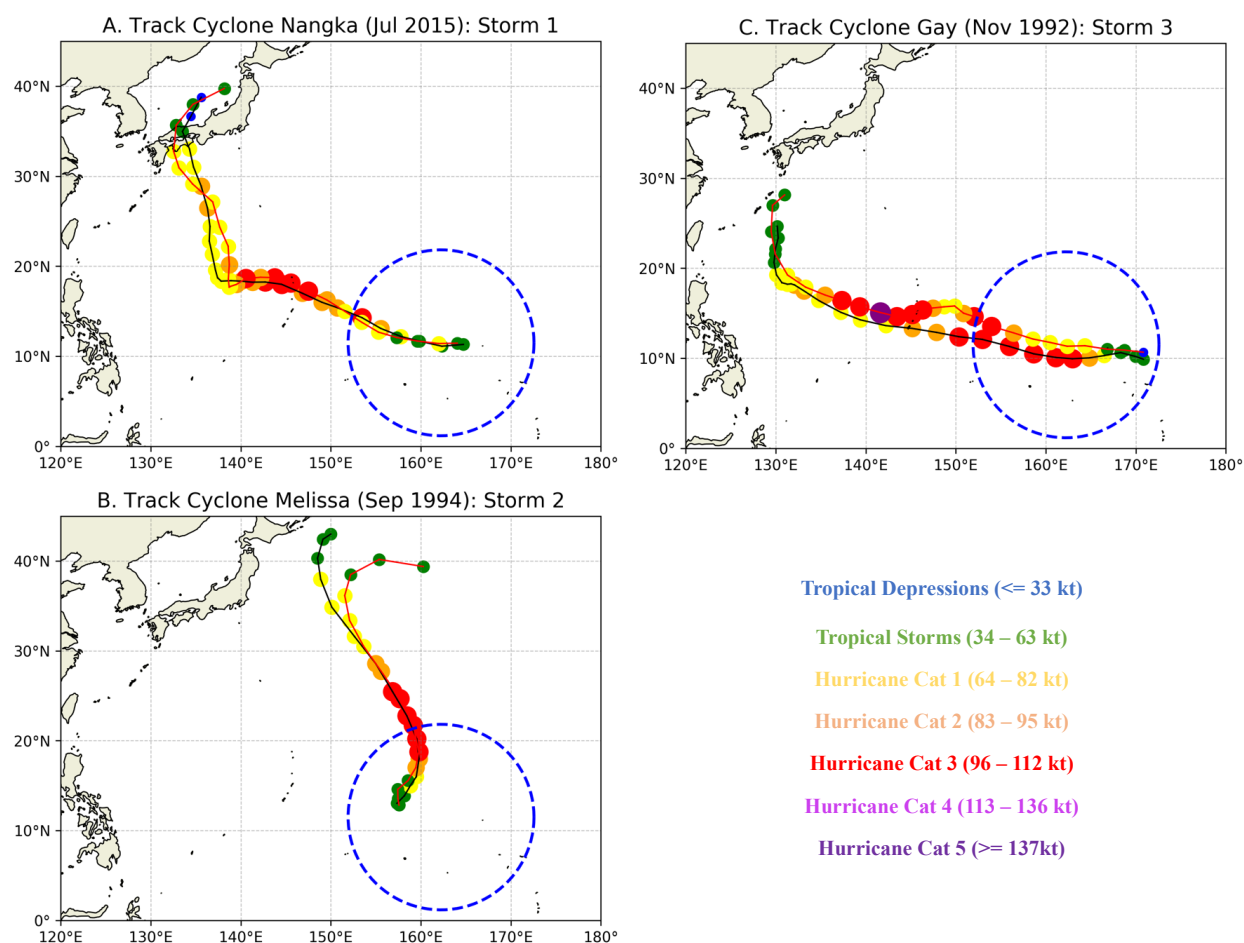 A. Track Cyclone Nangka (Jul 2015): Storm 1
40°N
30°N
20°N
10°N
0°
120°E 130°E 140°E 150°E 160°E 170°E 180°
C. Track Cyclone Gay (Nov 1992): Storm 3
40°N
30°N
20°N
10°N
0°
120°E 130°E 140°E 150°E 160°E 170°E 180°
B. Track Cyclone Melissa (Sep 1994): Storm 2
40°N
30°N
20°N
10°N
0°
120°E 130°E 140°E 150°E 160°E 170°E 180°
Tropical Depressions (<= 33 kt)
Tropical Storms (34 – 63 kt)
Hurricane Cat 1 (64 – 82 kt)
Hurricane Cat 2 (83 – 95 kt)
Hurricane Cat 3 (96 – 112 kt)
Hurricane Cat 4 (113 – 136 kt)
Hurricane Cat 5 (>= 137kt)